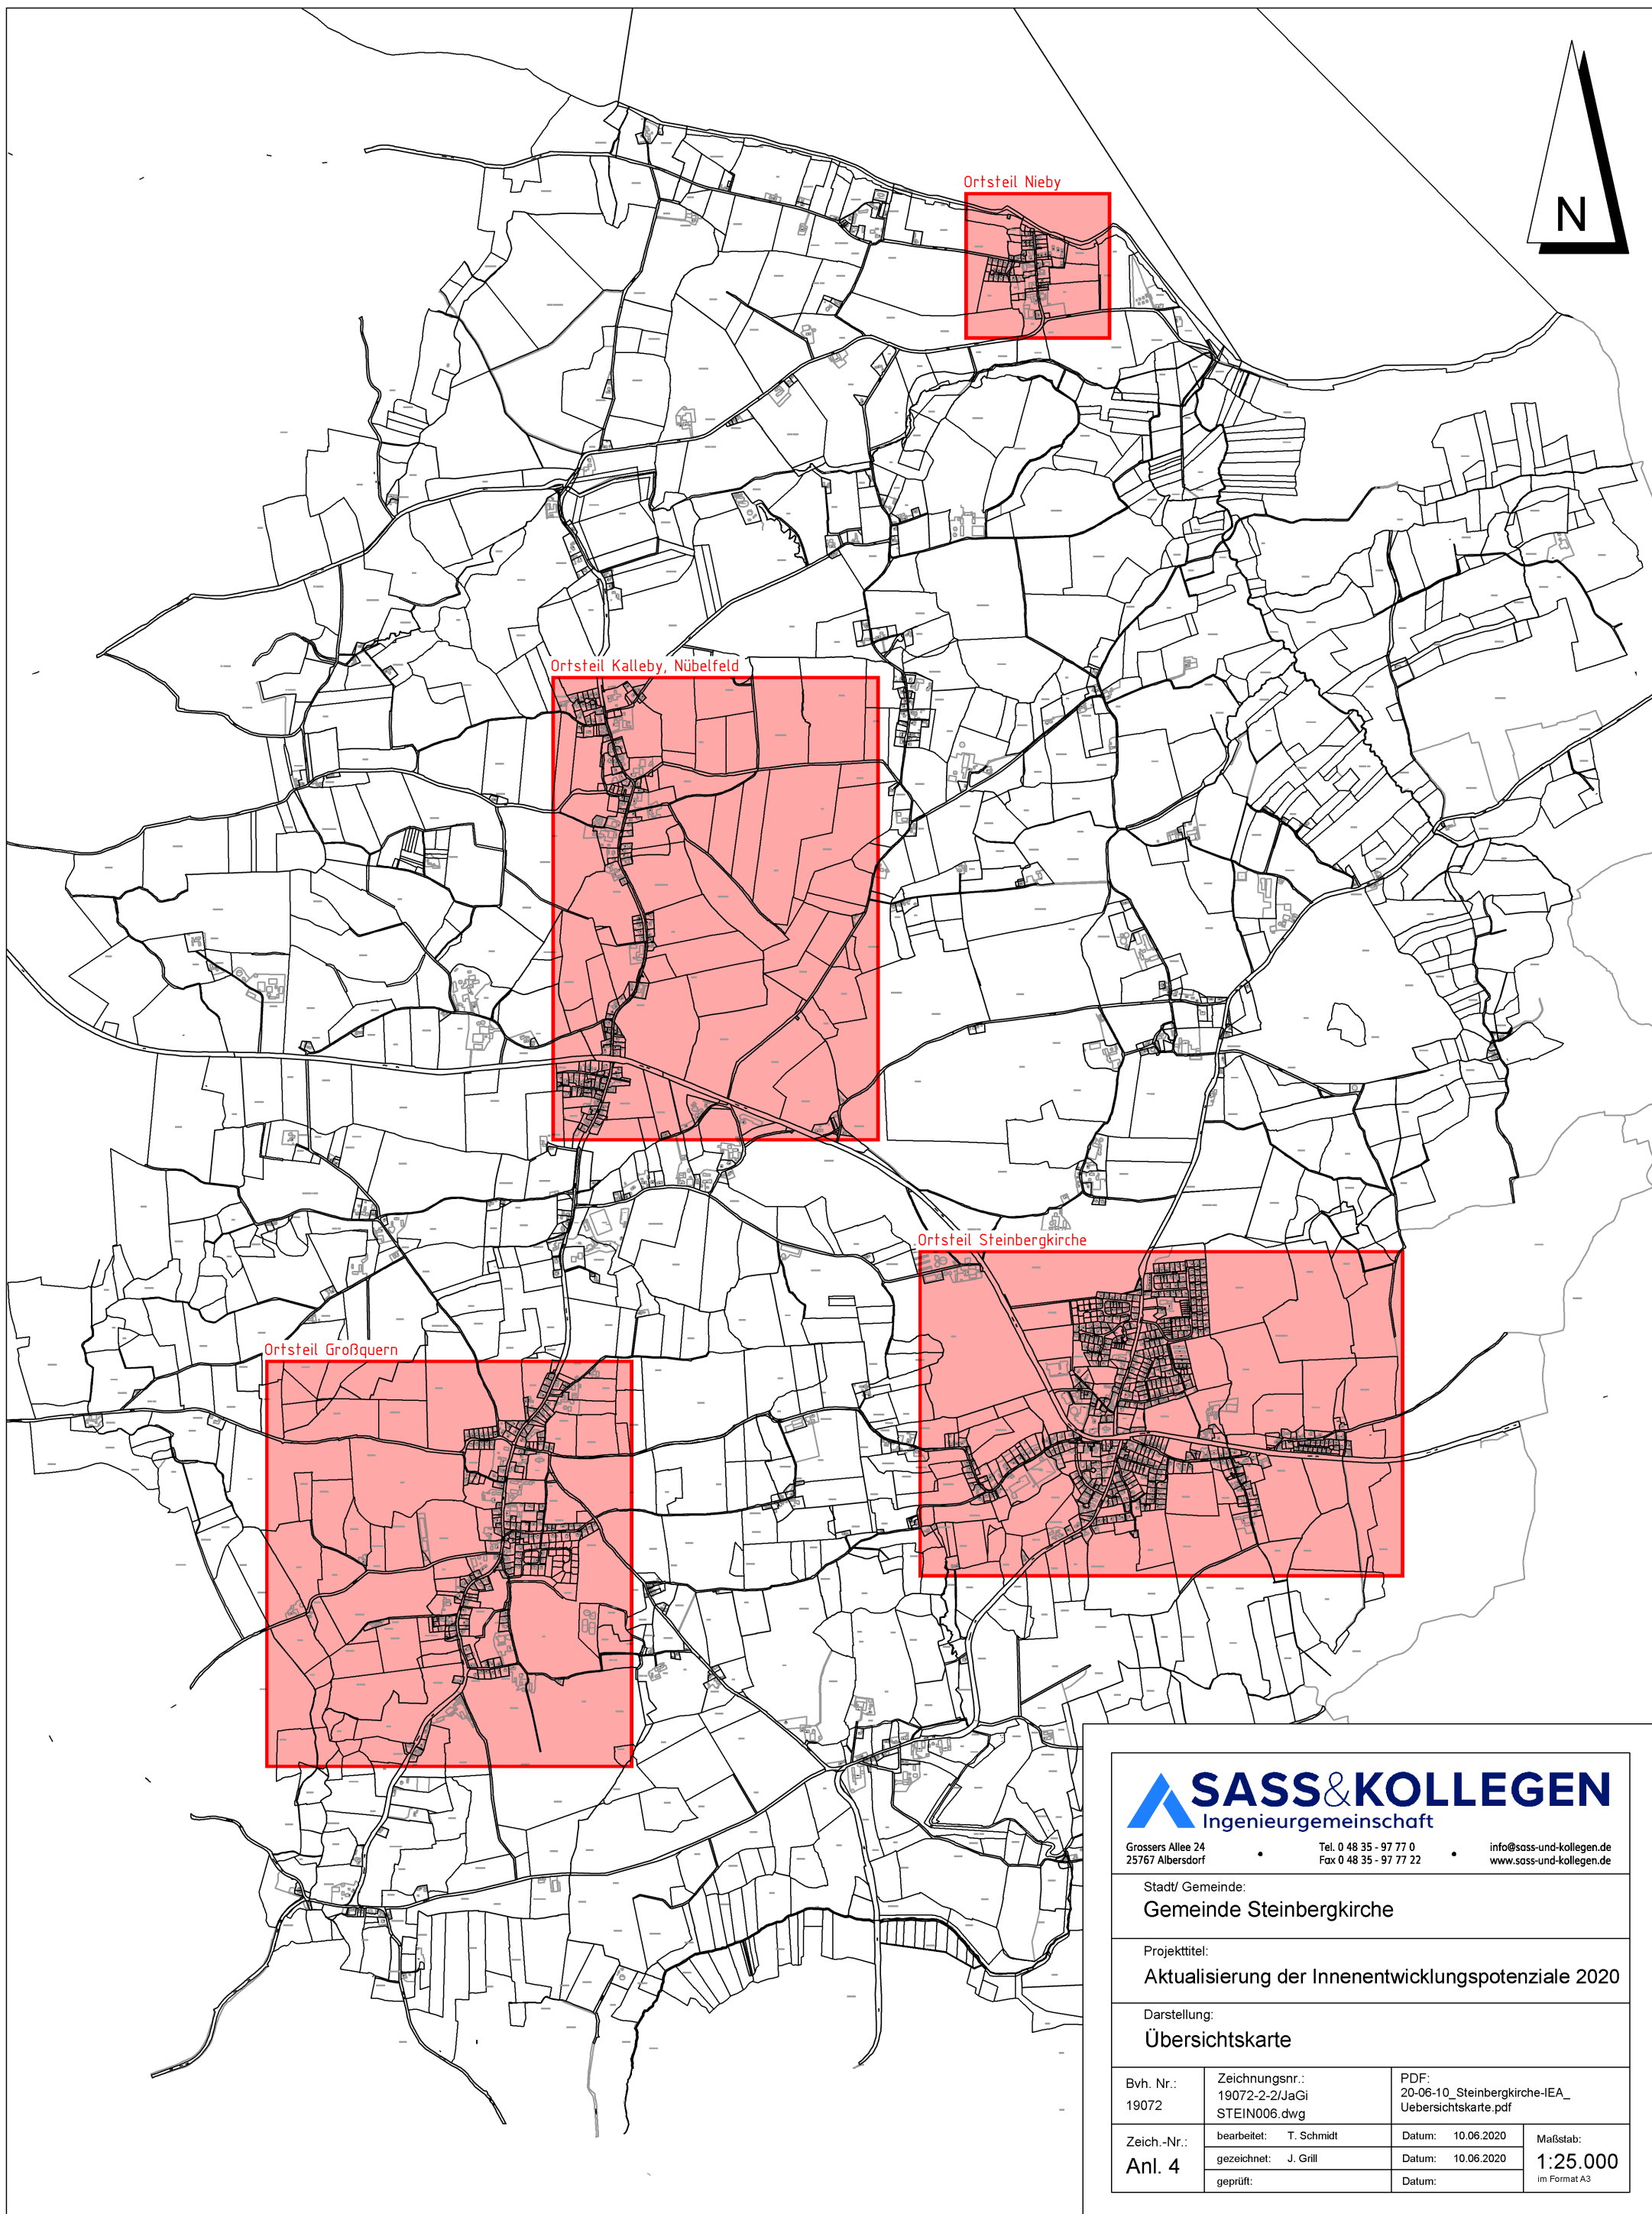 N
Ortsteil Nieby
Ortsteil Kalleby, Nübelfeld
Ortsteil Steinbergkirche
Ortsteil Großquern
SASS&KOLLEGEN
Ingenieurgemeinschaft
Grossers Allee 24
25767 Albersdorf
•
Tel. 0 48 35 - 97 77 0
Fax 0 48 35 - 97 77 22
•
info@sass-und-kollegen.de
www.sass-und-kollegen.de
Stadt/ Gemeinde:
Gemeinde Steinbergkirche
Projekttitel:
Aktualisierung der Innenentwicklungspotenziale 2020
Darstellung:
Übersichtskarte
Bvh. Nr.:
19072
Zeichnungsnr.:
19072-2-2/JaGi
STEIN006.dwg
PDF:
20-06-10_Steinbergkirche-IEA_
Uebersichtskarte.pdf
Zeich.-Nr.:
Anl. 4
bearbeitet: T. Schmidt
Datum: 10.06.2020
gezeichnet: J. Grill
Datum: 10.06.2020
geprüft:
Datum:
Maßstab:
1:25.000
im Format A3